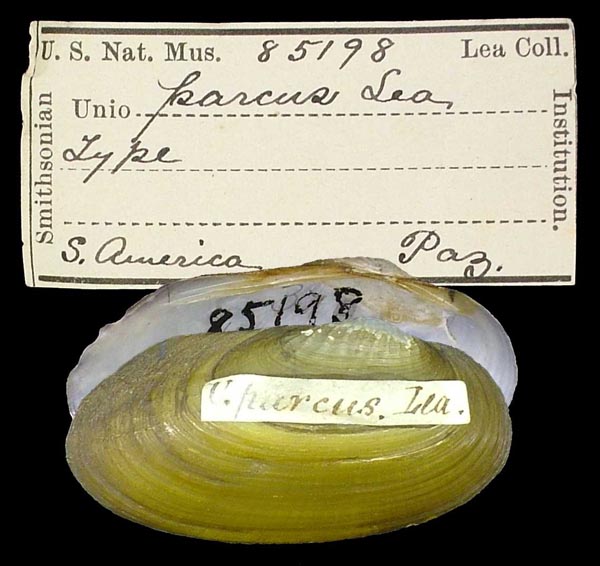 U. S. Nat. Mus. 85198 Lea Coll.
Unio parcus Lea
Type
S. America Paz.
Smithsonian
Institution.
85198
U. parcus. Lea.